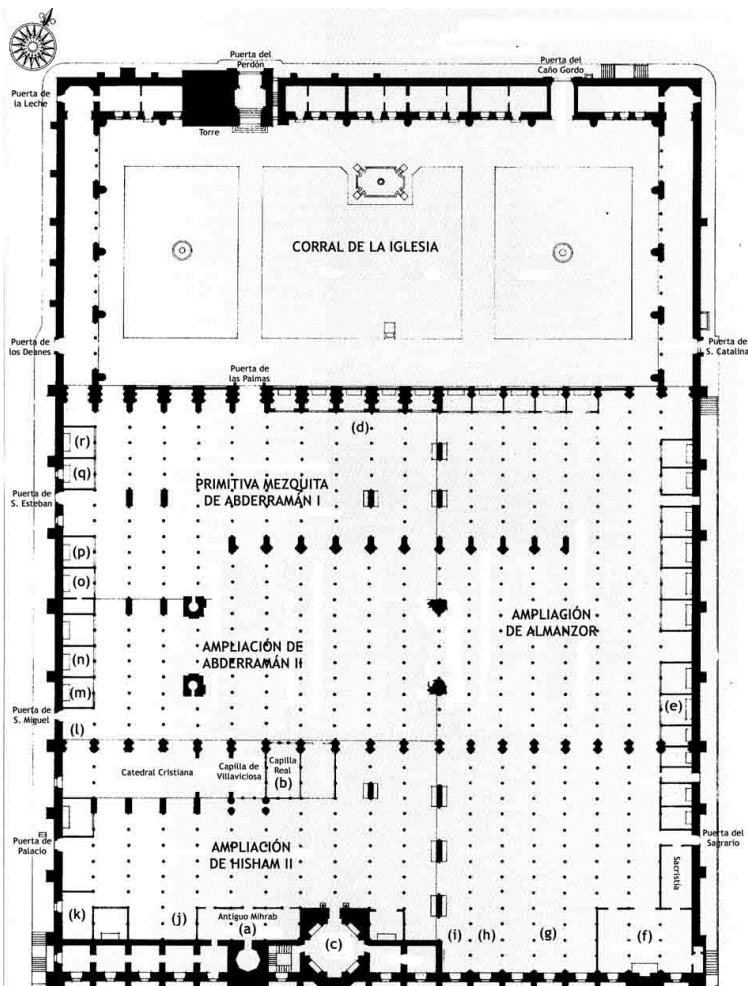 Puerta del
Perdón
Puerta del
Caño Gordo
Puerta de
la Leche
Torre
CORRAL DE LA IGLESIA
Puerta de
los Deanes
Puerta de
S. Catalina
Puerta de
las Palmas
(d)
(r)
(q)
PRIMITIVA MEZQUITA
DE ABDERRAMÁN I
Puerta de
S. Esteban
(p)
(o)
AMPLIAGIÓN
DE ALMANZOR
AMPLIACIÓN DE
ABDERRAMÁN II
(n)
(m)
(e)
Puerta de
S. Miguel
(l)
Catedral Cristiana
Capilla de
Villaviciosa
Capilla
Real
(b)
Puerta de
Palacio
AMPLIACIÓN
DE HISHAM II
Puerta del
Sagrario
Sacristía
(k)
(j)
Antiguo Mihrab
(a)
(c)
(i)
(h)
(g)
(f)